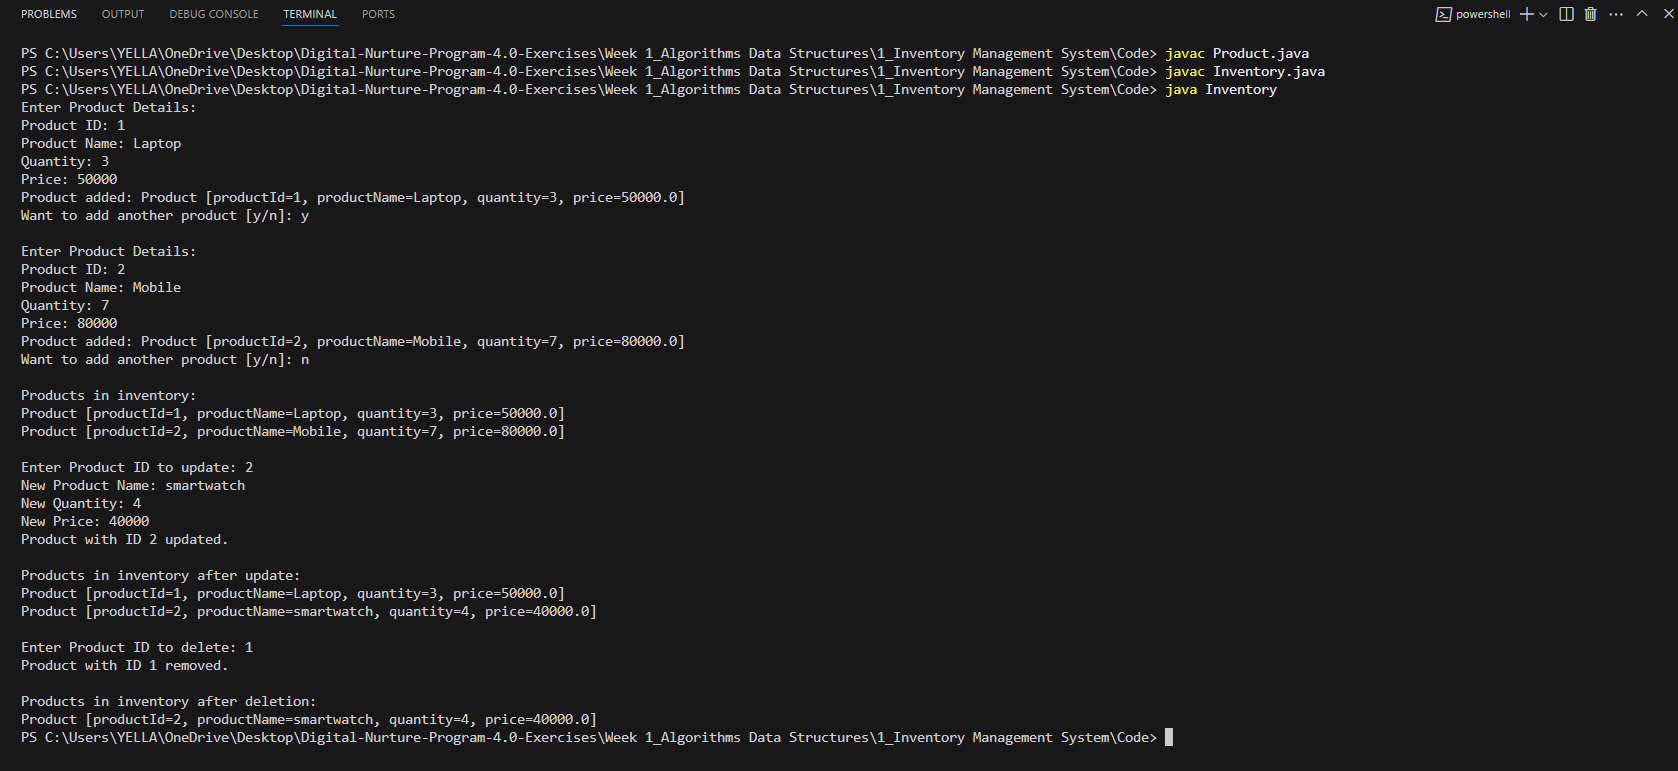 PROBLEMS OUTPUT DEBUG CONSOLE TERMINAL PORTS powershell
PS C:\Users\YELLA\OneDrive\Desktop\Digital-Nurture-Program-4.0-Exercises\Week 1_Algorithms Data Structures\1_Inventory Management System\Code> javac Product.java
PS C:\Users\YELLA\OneDrive\Desktop\Digital-Nurture-Program-4.0-Exercises\Week 1_Algorithms Data Structures\1_Inventory Management System\Code> javac Inventory.java
PS C:\Users\YELLA\OneDrive\Desktop\Digital-Nurture-Program-4.0-Exercises\Week 1_Algorithms Data Structures\1_Inventory Management System\Code> java Inventory
Enter Product Details:
Product ID: 1
Product Name: Laptop
Quantity: 3
Price: 50000
Product added: Product [productId=1, productName=Laptop, quantity=3, price=50000.0]
Want to add another product [y/n]: y
Enter Product Details:
Product ID: 2
Product Name: Mobile
Quantity: 7
Price: 80000
Product added: Product [productId=2, productName=Mobile, quantity=7, price=80000.0]
Want to add another product [y/n]: n
Products in inventory:
Product [productId=1, productName=Laptop, quantity=3, price=50000.0]
Product [productId=2, productName=Mobile, quantity=7, price=80000.0]
Enter Product ID to update: 2
New Product Name: smartwatch
New Quantity: 4
New Price: 40000
Product with ID 2 updated.
Products in inventory after update:
Product [productId=1, productName=Laptop, quantity=3, price=50000.0]
Product [productId=2, productName=smartwatch, quantity=4, price=40000.0]
Enter Product ID to delete: 1
Product with ID 1 removed.
Products in inventory after deletion:
Product [productId=2, productName=smartwatch, quantity=4, price=40000.0]
PS C:\Users\YELLA\OneDrive\Desktop\Digital-Nurture-Program-4.0-Exercises\Week 1_Algorithms Data Structures\1_Inventory Management System\Code>